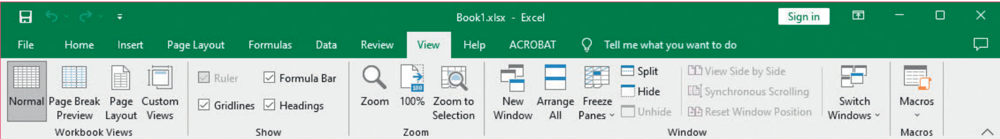 Book1.xlsx - Excel
Sign in
File Home Insert Page Layout Formulas Data Review View Help ACROBAT Tell me what you want to do
Normal
Page Break
Preview
Page
Layout
Custom
Views
Workbook Views
Ruler
Formula Bar
Gridlines
Headings
Show
Zoom
100
100%
Zoom to
Selection
Zoom
New
Window
Arrange
All
Freeze
Panes
Split
Hide
Unhide
View Side by Side
Synchronous Scrolling
Reset Window Position
Switch
Windows
Window
Macros
Macros